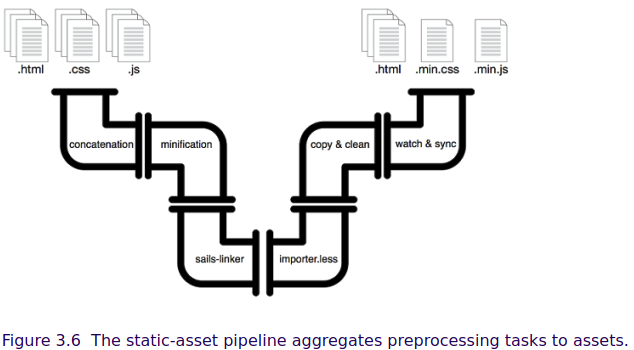 .html .css .js .html .min.css .min.js
concatenation minification copy & clean watch & sync
sails-linker importer.less
Figure 3.6 The static-asset pipeline aggregates preprocessing tasks to assets.